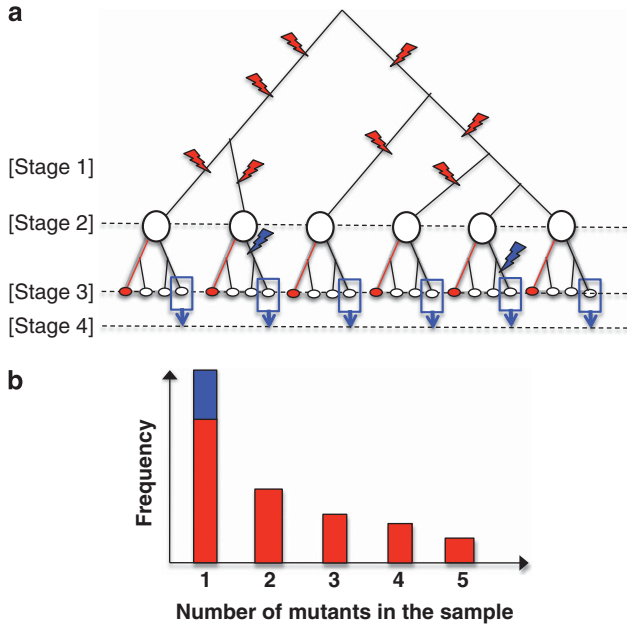 a
[Stage 1]
[Stage 2]
[Stage 3]
[Stage 4]
b
Frequency
1 2 3 4 5
Number of mutants in the sample